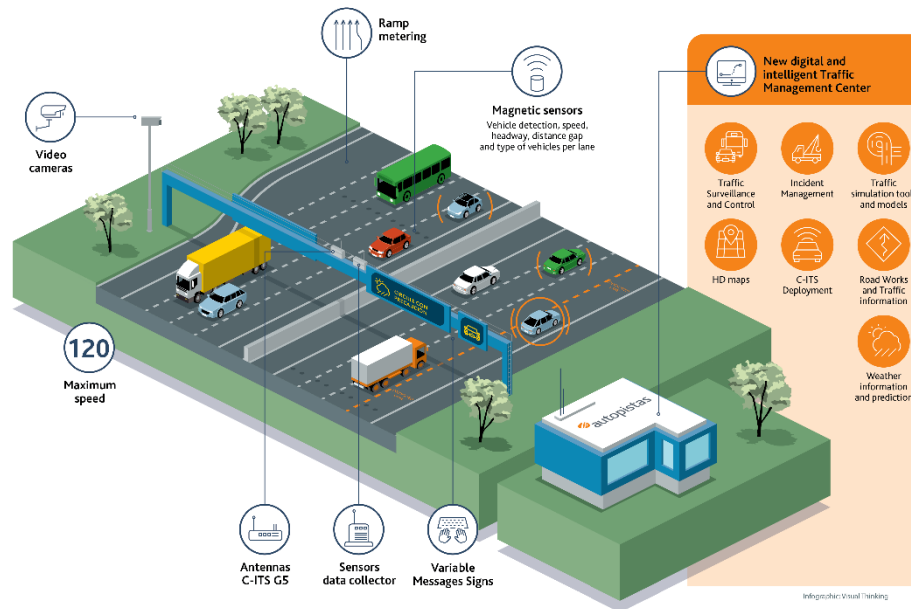 Ramp
metering
Video
cameras
Magnetic sensors
Vehicle detection, speed,
headway, distance gap
and type of vehicles per lane
New digital and
intelligent Traffic
Management Center
Traffic
Surveillance
and Control
Incident
Management
Traffic
simulation tool
and models
HD maps
C-ITS
Deployment
Road Works
and Traffic
information
Weather
information
and prediction
CIRCULE CON
PRECAUCIÓN
120
Maximum
speed
autopistas
Antennas
C-ITS G5
Sensors
data collector
Variable
Messages Signs
Infographic: Visual Thinking